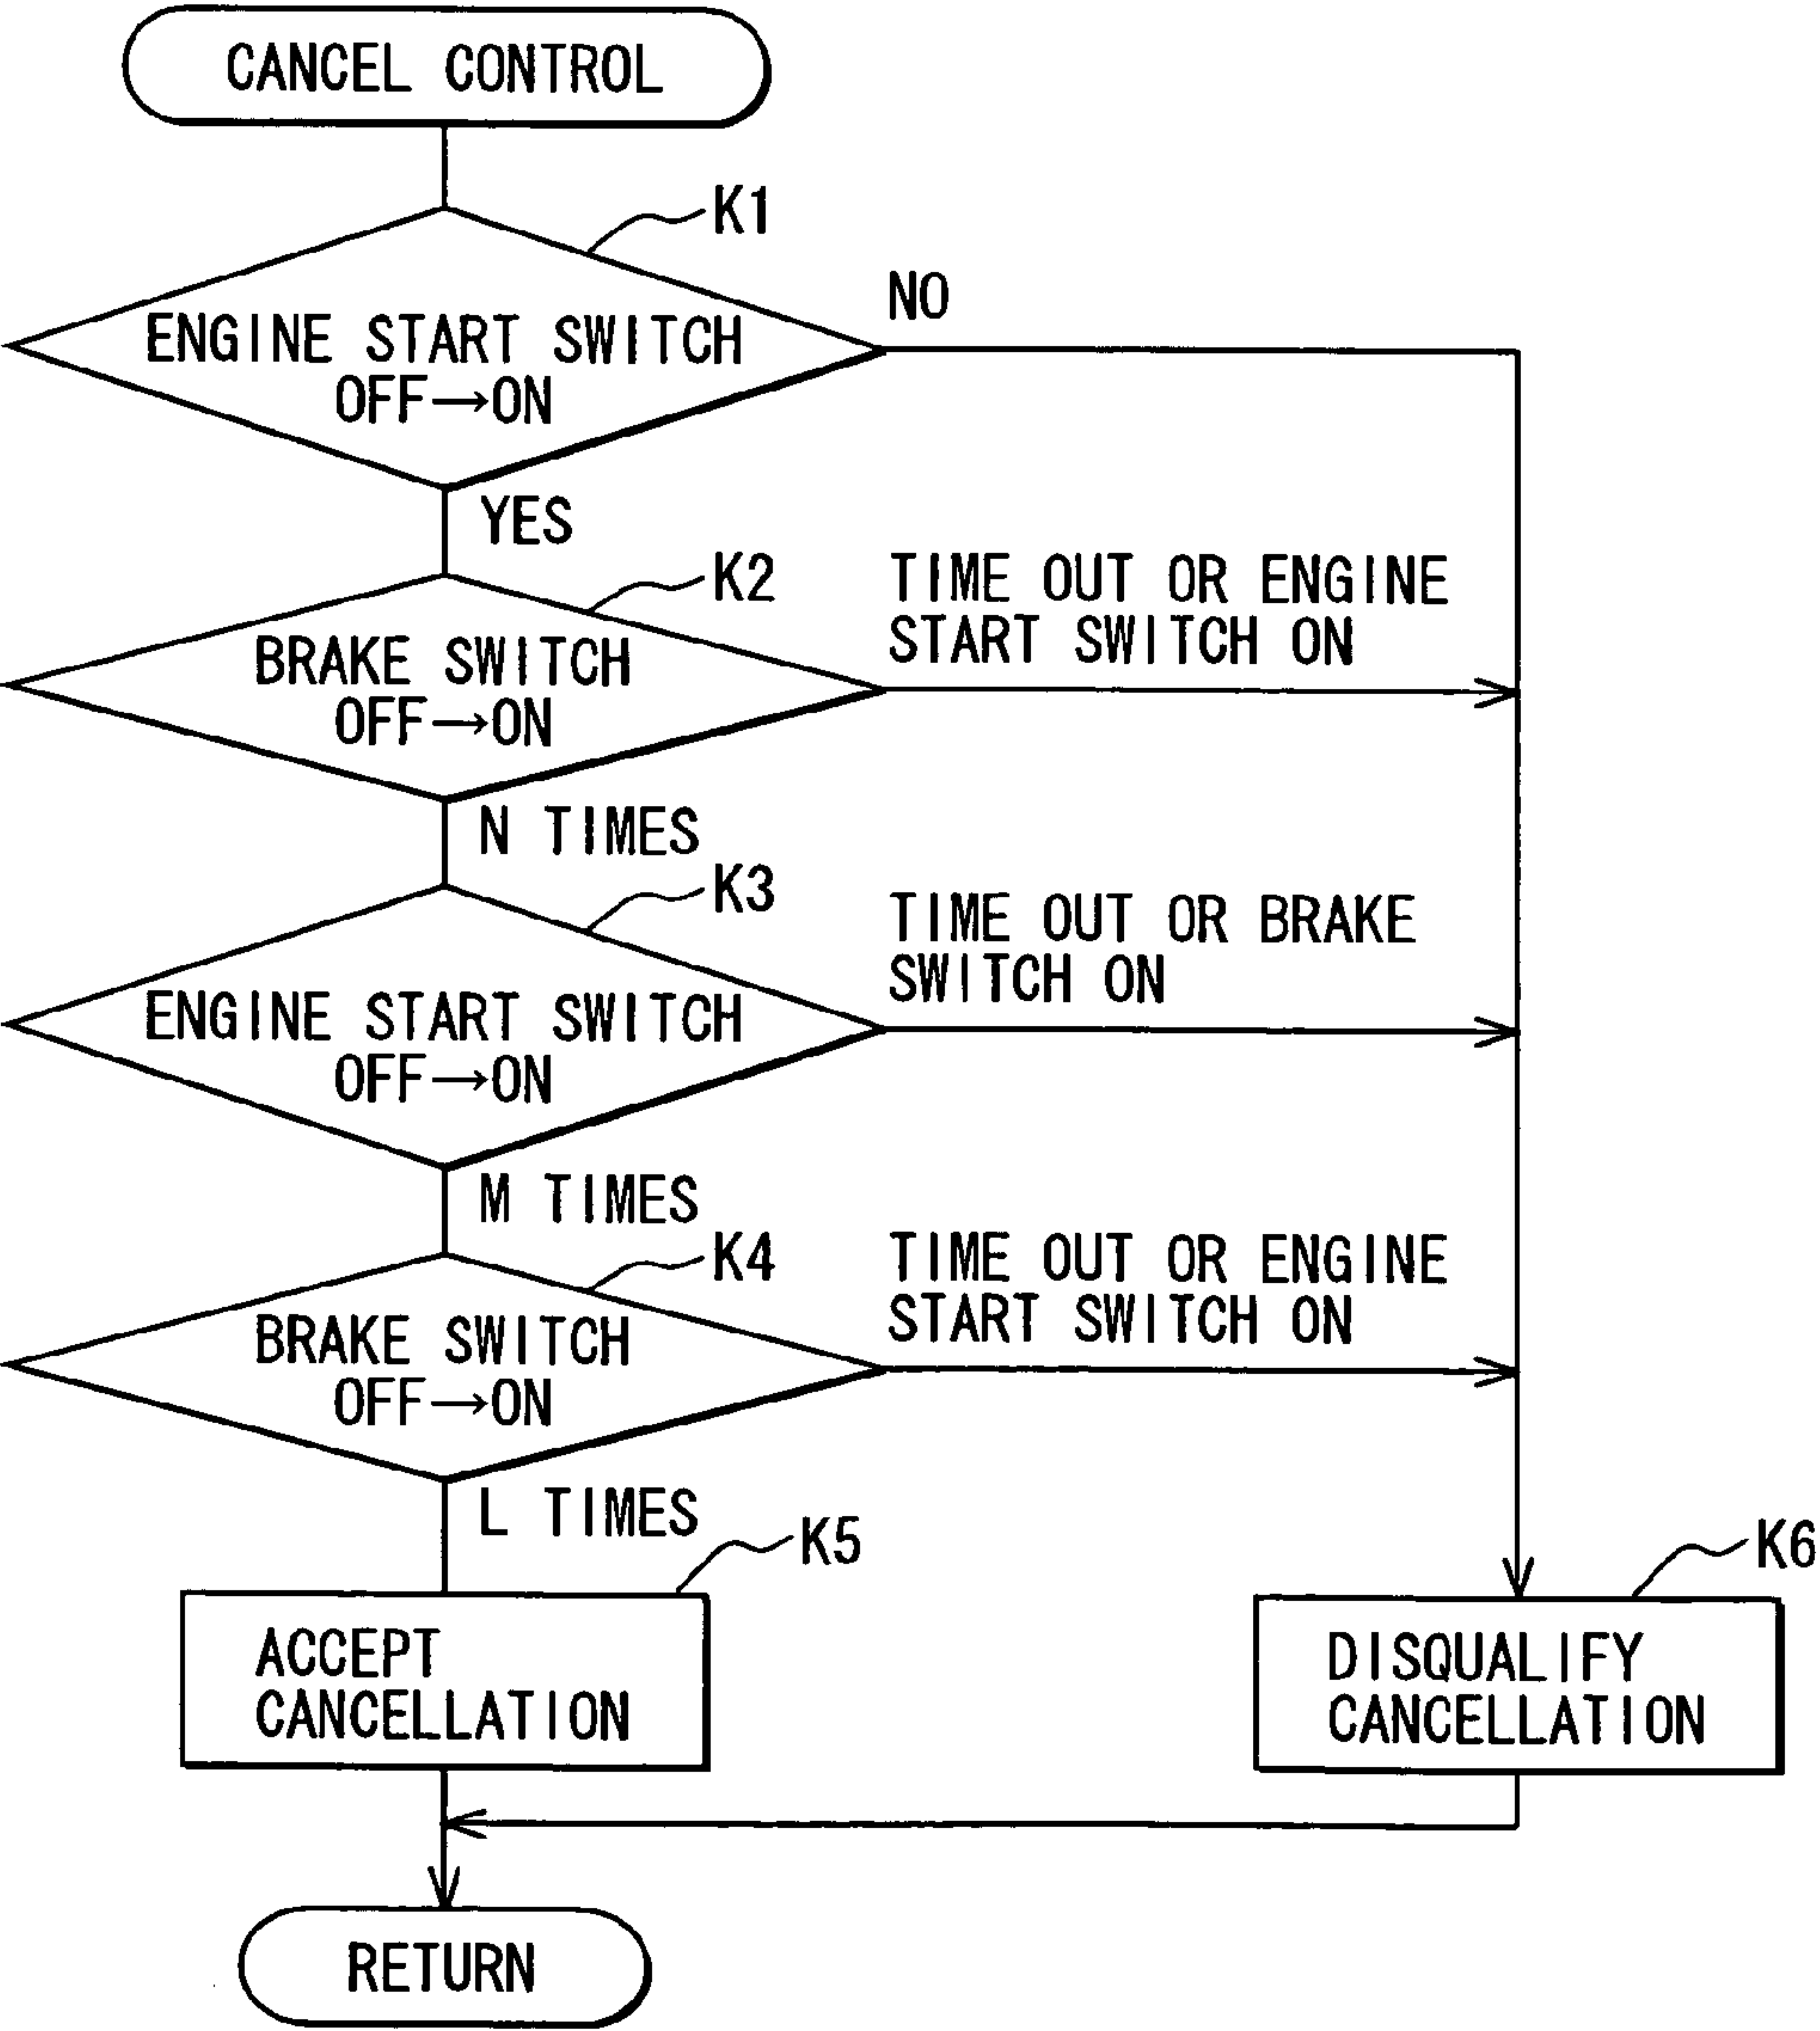 CANCEL CONTROL
K1
NO
ENGINE START SWITCH
OFF→ON
YES
K2
TIME OUT OR ENGINE
START SWITCH ON
BRAKE SWITCH
OFF→ON
N TIMES
K3
TIME OUT OR BRAKE
SWITCH ON
ENGINE START SWITCH
OFF→ON
M TIMES
K4
TIME OUT OR ENGINE
START SWITCH ON
BRAKE SWITCH
OFF→ON
L TIMES
K5
K6
ACCEPT
CANCELLATION
DISQUALIFY
CANCELLATION
RETURN